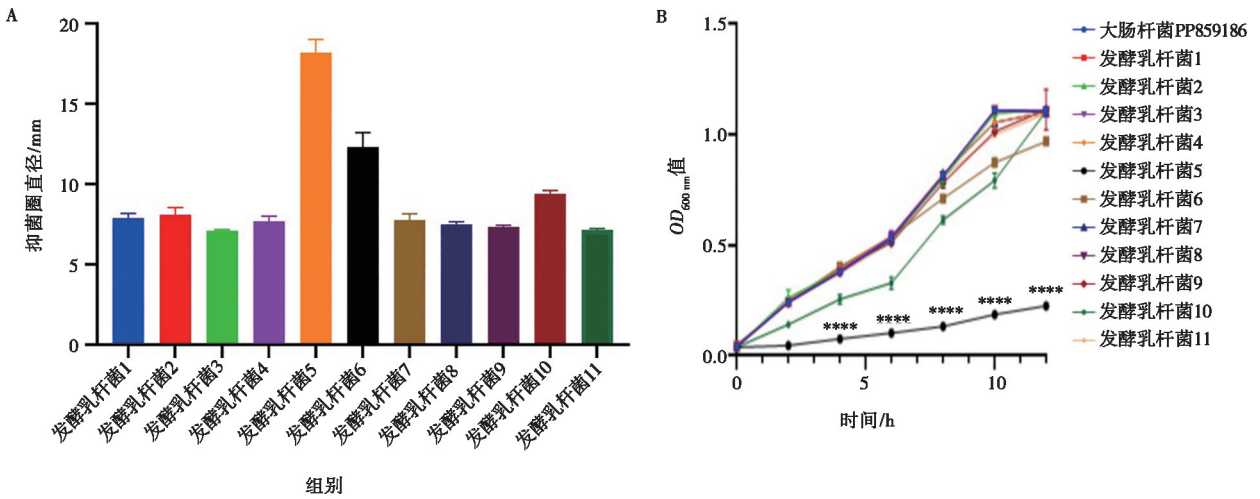 A
20
15
10
5
0
抑菌圈直径/mm
发酵乳杆菌1
发酵乳杆菌2
发酵乳杆菌3
发酵乳杆菌4
发酵乳杆菌5
发酵乳杆菌6
发酵乳杆菌7
发酵乳杆菌8
发酵乳杆菌9
发酵乳杆菌10
发酵乳杆菌11
组别
B
1.5
1.0
0.5
0.0
OD600 nm值
**** **** **** **** ****
0 5 10
时间/h
大肠杆菌PP859186
发酵乳杆菌1
发酵乳杆菌2
发酵乳杆菌3
发酵乳杆菌4
发酵乳杆菌5
发酵乳杆菌6
发酵乳杆菌7
发酵乳杆菌8
发酵乳杆菌9
发酵乳杆菌10
发酵乳杆菌11